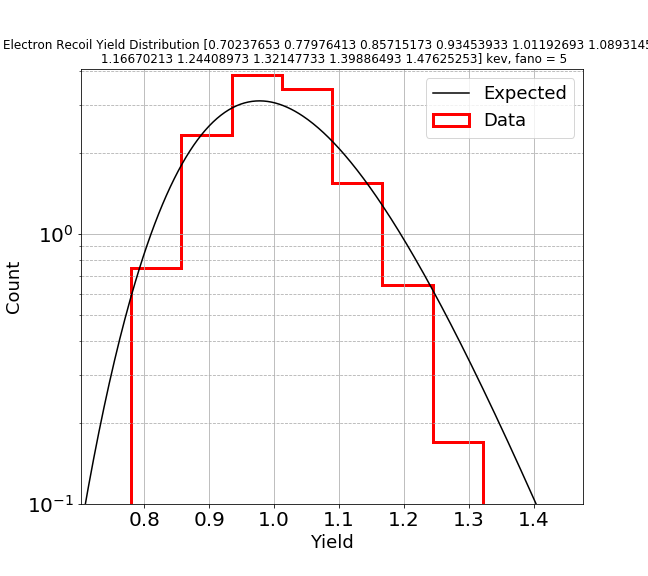 Electron Recoil Yield Distribution [0.70237653 0.77976413 0.85715173 0.93453933 1.01192693 1.0893145
1.16670213 1.24408973 1.32147733 1.39886493 1.47625253] kev, fano = 5
Expected
Data
10⁰
10⁻¹
Count
0.8 0.9 1.0 1.1 1.2 1.3 1.4
Yield